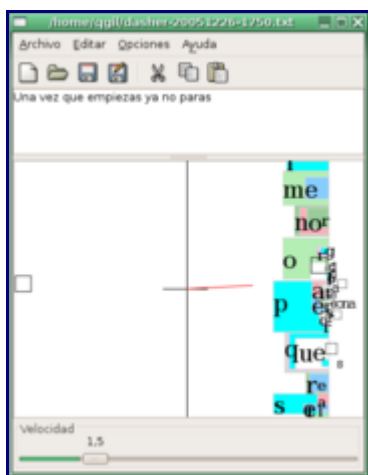 /home/qgil/dasher-20051226-1750.txt
Archivo Editar Opciones Ayuda
Una vez que empiezas ya no paras
me
no
o
p
que
s
re
s
Velocidad
1,5